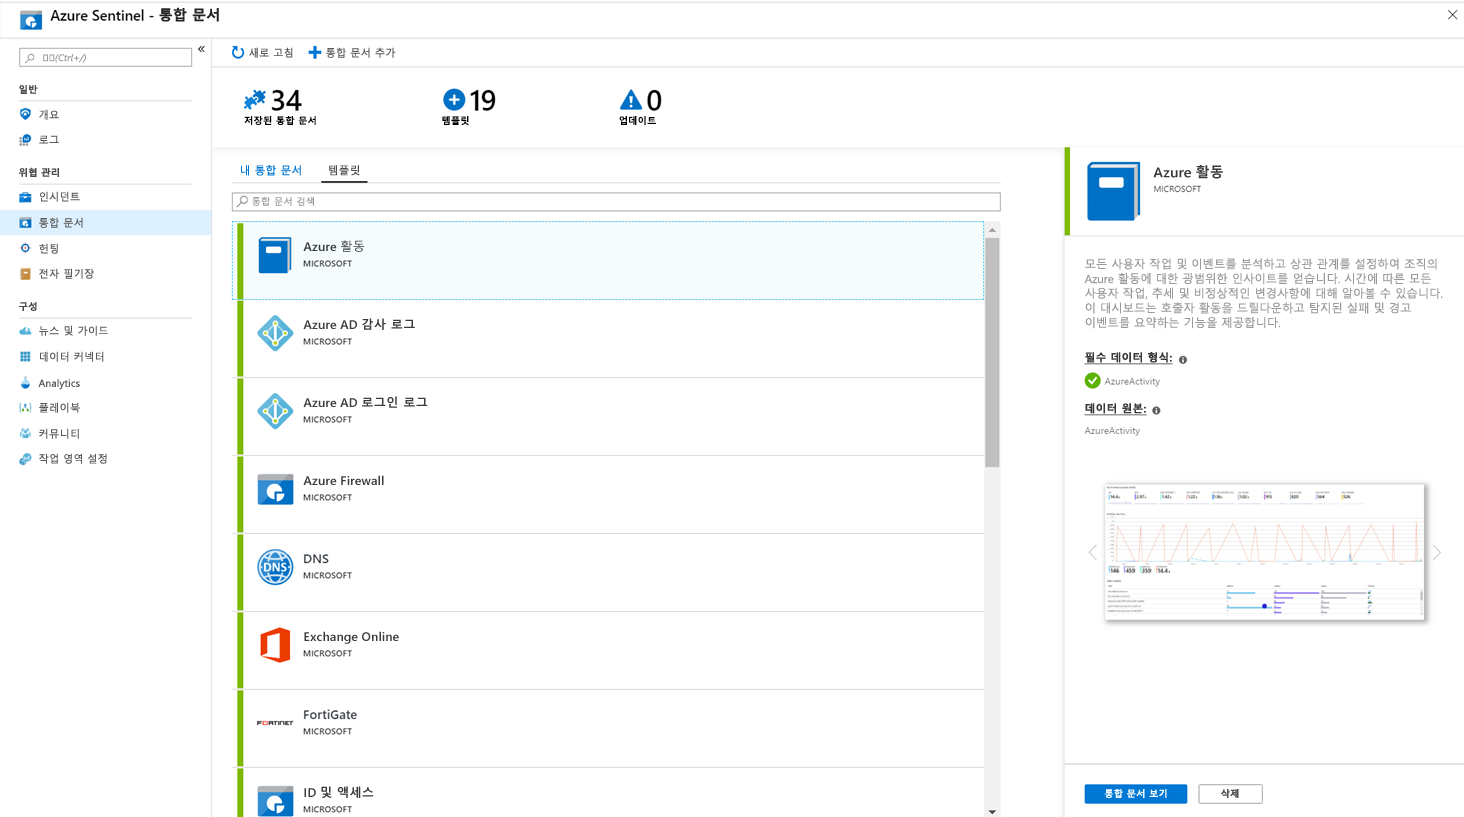 Azure Sentinel - 통합 문서
(Ctrl+/)
«
새로 고침
통합 문서 추가
일반
개요
로그
위협 관리
인시던트
통합 문서
헌팅
전자 필기장
구성
뉴스 및 가이드
데이터 커넥터
Analytics
플레이북
커뮤니티
작업 영역 설정
34
저장된 통합 문서
19
템플릿
0
업데이트
내 통합 문서
템플릿
통합 문서 검색
Azure 활동
MICROSOFT
Azure AD 감사 로그
MICROSOFT
Azure AD 로그인 로그
MICROSOFT
Azure Firewall
MICROSOFT
DNS
DNS
MICROSOFT
Exchange Online
MICROSOFT
FORTINET
FortiGate
MICROSOFT
ID 및 액세스
MICROSOFT
Azure 활동
MICROSOFT
모든 사용자 작업 및 이벤트를 분석하고 상관 관계를 설정하여 조직의
Azure 활동에 대한 광범위한 인사이트를 얻습니다. 시간에 따른 모든
사용자 작업, 추세 및 비정상적인 변경사항에 대해 알아볼 수 있습니다.
이 대시보드는 호출자 활동을 드릴다운하고 탐지된 실패 및 경고
이벤트를 요약하는 기능을 제공합니다.
필수 데이터 형식:
AzureActivity
데이터 원본:
AzureActivity
146 459 359 14.4k
통합 문서 보기
삭제